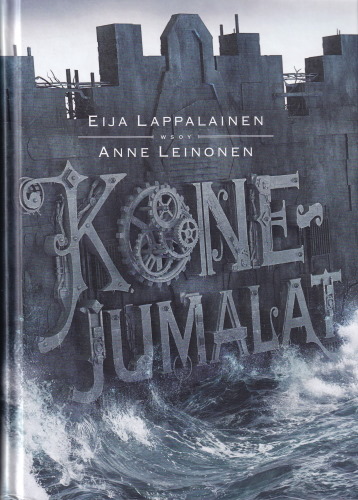 EIJA LAPPALAINEN
WSOY
ANNE LEINONEN
KONE-
JUMALAT